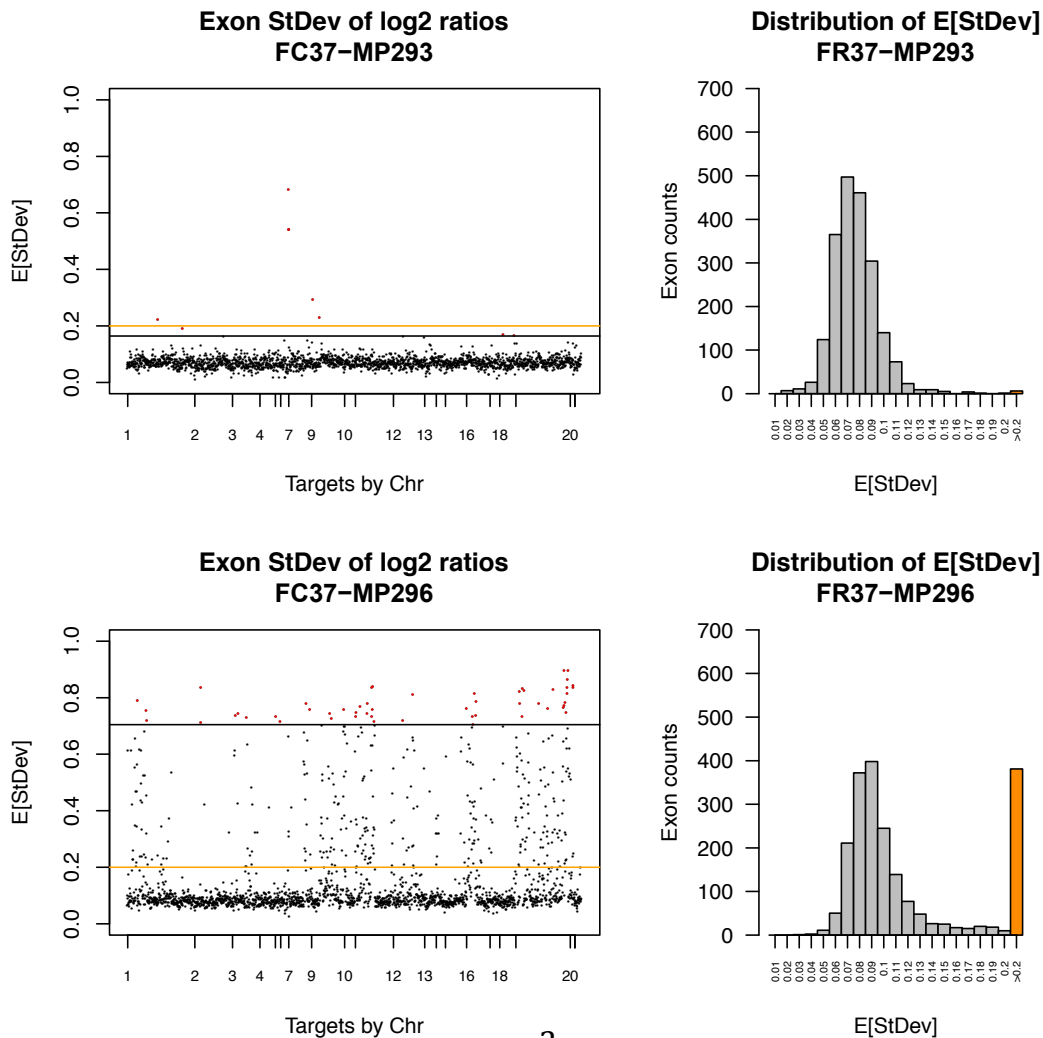 Exon StDev of log2 ratios
FC37−MP293
E[StDev]
1.0
0.8
0.6
0.4
0.2
0.0
1 2 3 4 7 9 10 12 13 16 18 20
Targets by Chr
Distribution of E[StDev]
FR37−MP293
Exon counts
700
600
500
400
300
200
100
0
0.01 0.02 0.03 0.04 0.05 0.06 0.07 0.08 0.09 0.1 0.11 0.12 0.13 0.14 0.15 0.16 0.17 0.18 0.19 0.2 >0.2
E[StDev]
Exon StDev of log2 ratios
FC37−MP296
E[StDev]
1.0
0.8
0.6
0.4
0.2
0.0
1 2 3 4 7 9 10 12 13 16 18 20
Targets by Chr
Distribution of E[StDev]
FR37−MP296
Exon counts
700
600
500
400
300
200
100
0
0.01 0.02 0.03 0.04 0.05 0.06 0.07 0.08 0.09 0.1 0.11 0.12 0.13 0.14 0.15 0.16 0.17 0.18 0.19 0.2 >0.2
E[StDev]